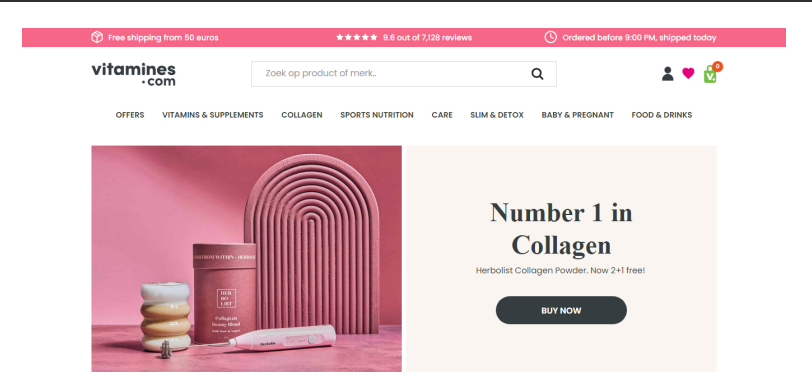 Free shipping from 50 euros
★★★★★ 9.6 out of 7,128 reviews
Ordered before 9:00 PM, shipped today
vitamines
.com
Zoek op product of merk..
0
V.
OFFERS VITAMINS & SUPPLEMENTS COLLAGEN SPORTS NUTRITION CARE SLIM & DETOX BABY & PREGNANT FOOD & DRINKS
HER
BO
LIST
Collagen
Beauty Blend
Number 1 in
Collagen
Herbolist Collagen Powder. Now 2+1 free!
BUY NOW